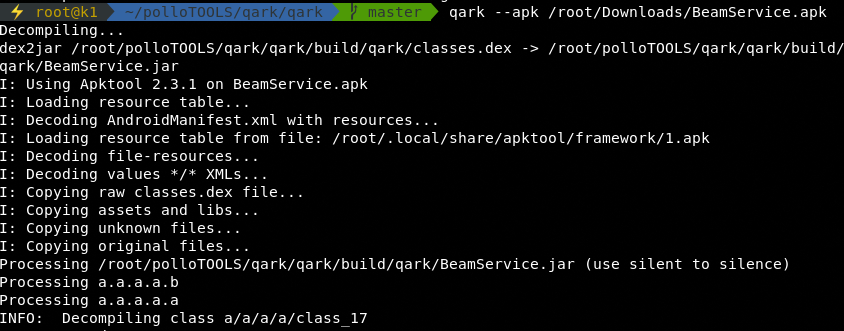 ⚡ root@k1 ~/polloTOOLS/qark/qark master qark --apk /root/Downloads/BeamService.apk
Decompiling...
dex2jar /root/polloTOOLS/qark/qark/build/qark/classes.dex -> /root/polloTOOLS/qark/qark/build/
qark/BeamService.jar
I: Using Apktool 2.3.1 on BeamService.apk
I: Loading resource table...
I: Decoding AndroidManifest.xml with resources...
I: Loading resource table from file: /root/.local/share/apktool/framework/1.apk
I: Decoding file-resources...
I: Decoding values */* XMLs...
I: Copying raw classes.dex file...
I: Copying assets and libs...
I: Copying unknown files...
I: Copying original files...
Processing /root/polloTOOLS/qark/qark/build/qark/BeamService.jar (use silent to silence)
Processing a.a.a.a.b
Processing a.a.a.a.a
INFO:  Decompiling class a/a/a/a/class_17